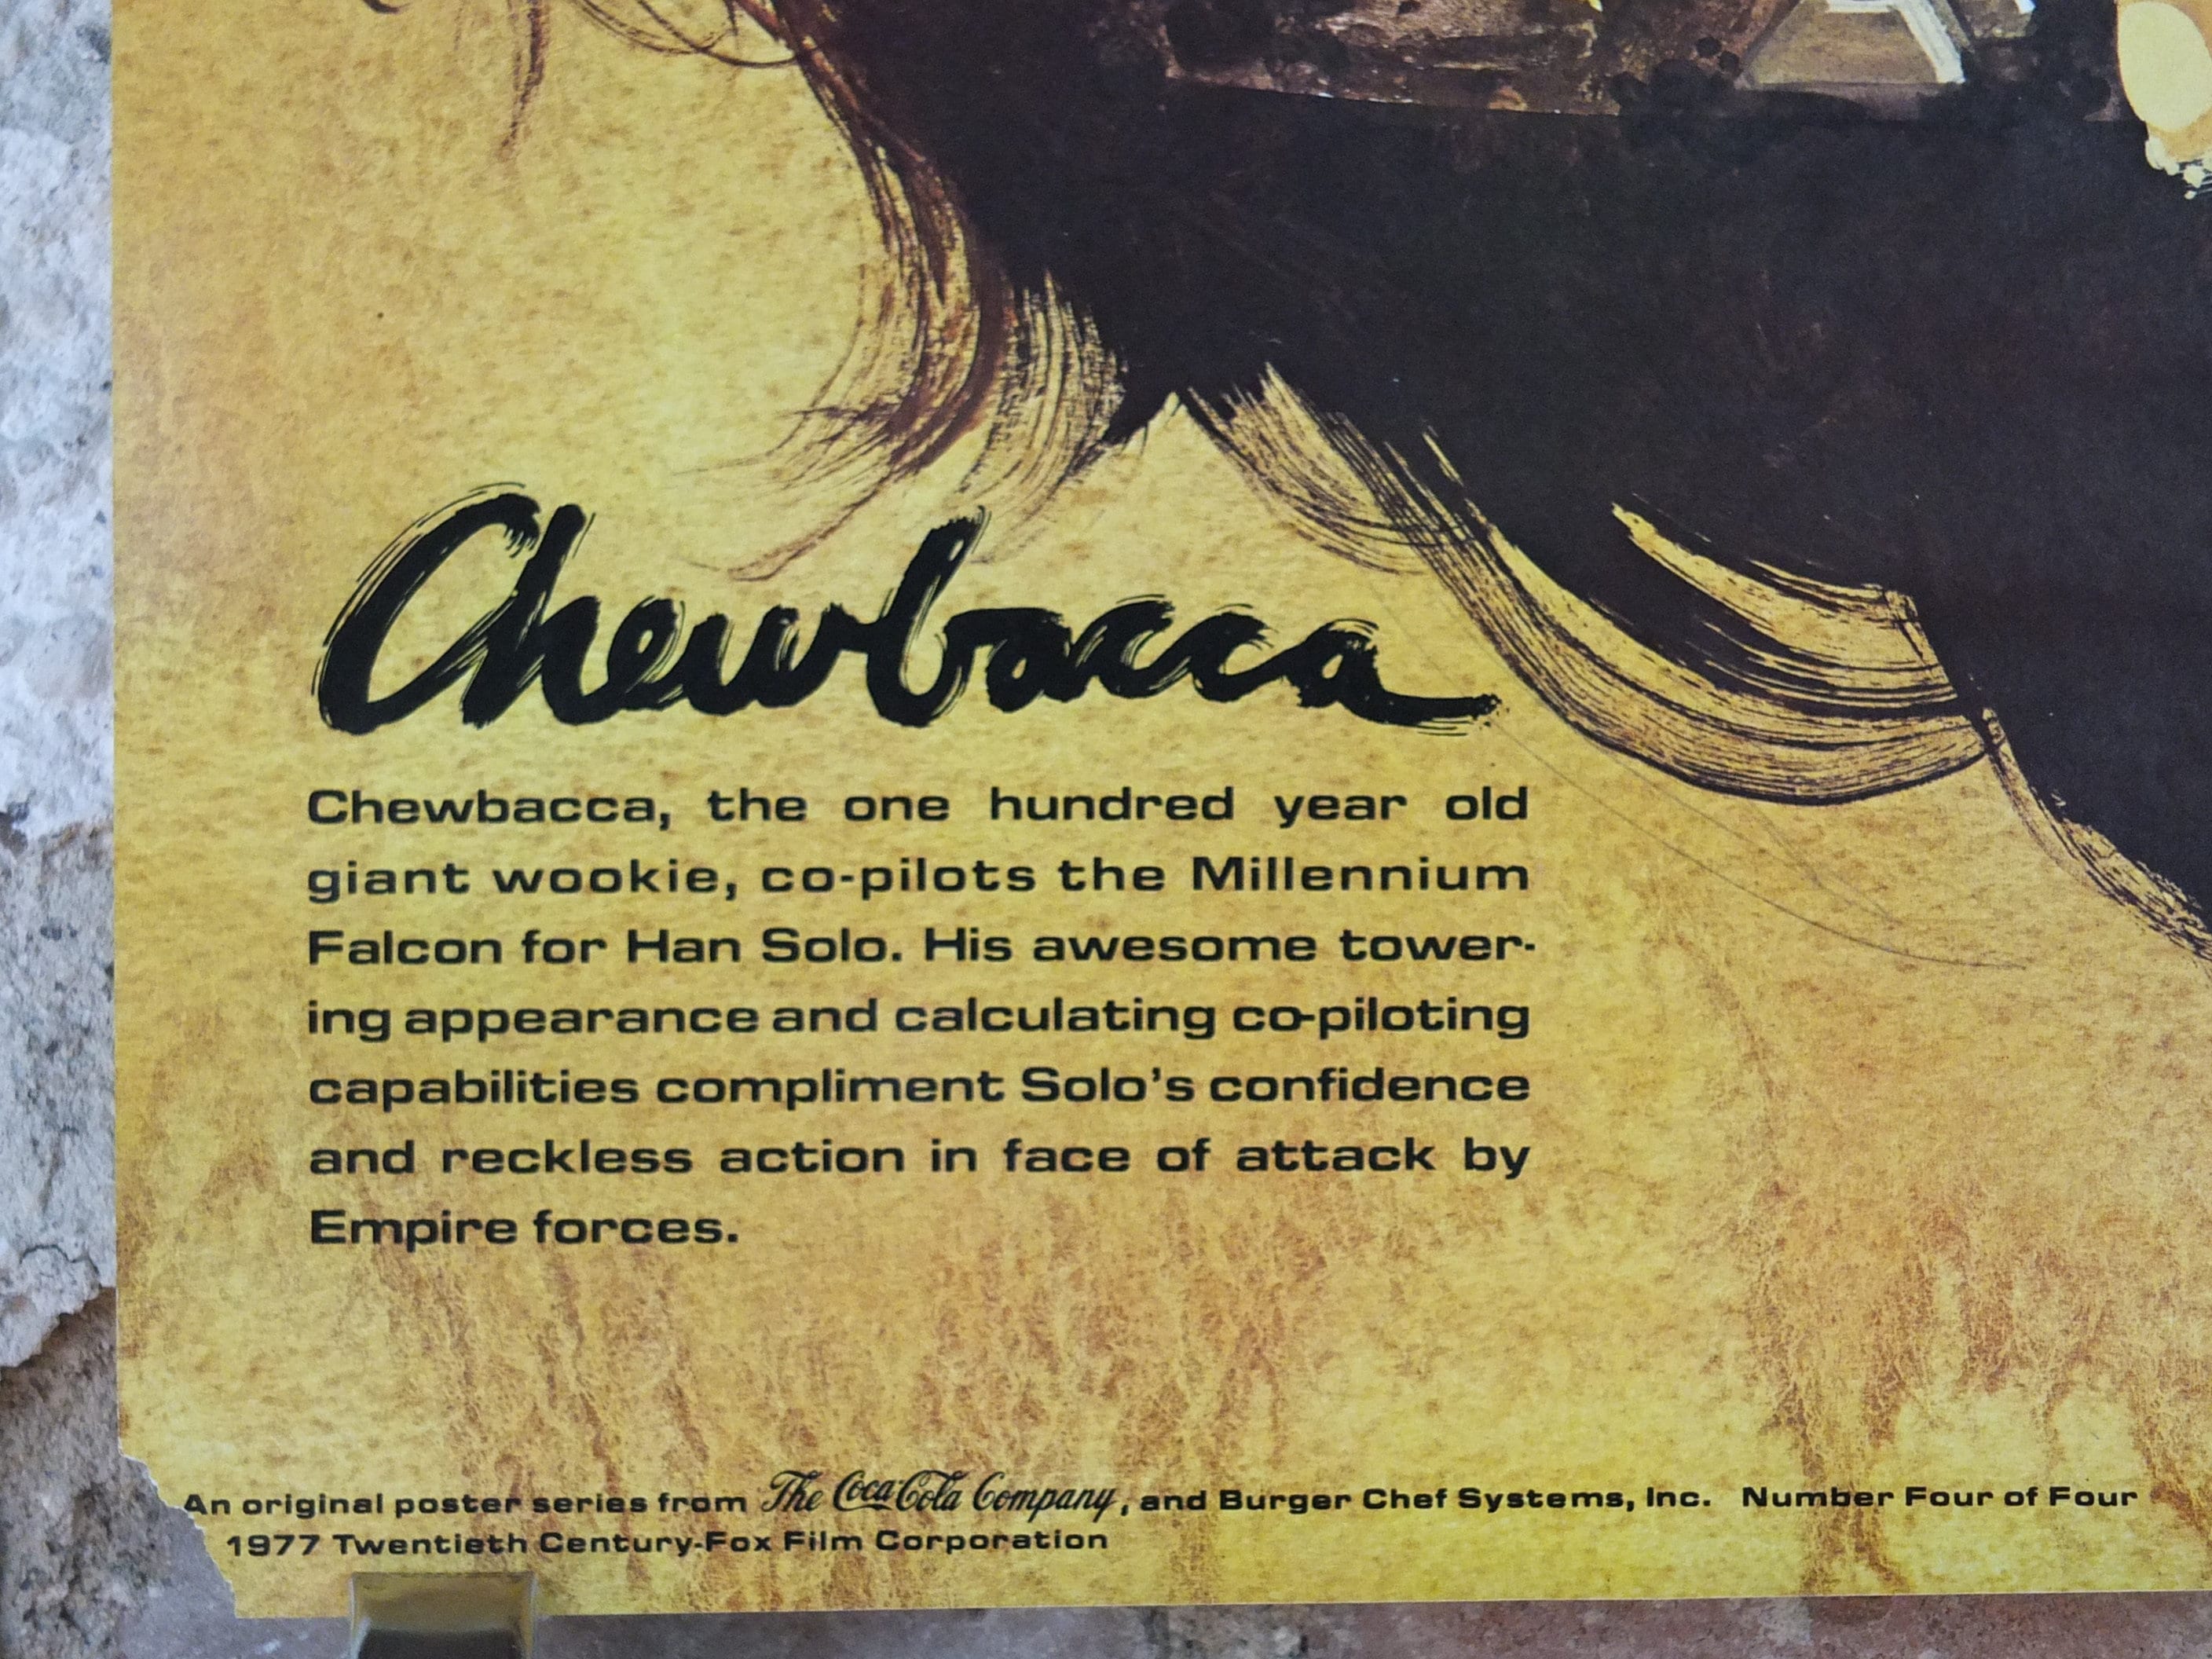 Chewbacca
Chewbacca, the one hundred year old
giant wookie, co-pilots the Millennium
Falcon for Han Solo. His awesome tower-
ing appearance and calculating co-piloting
capabilities compliment Solo's confidence
and reckless action in face of attack by
Empire forces.
An original poster series from The Coca-Cola Company, and Burger Chef Systems, Inc. Number Four of Four
1977 Twentieth Century-Fox Film Corporation